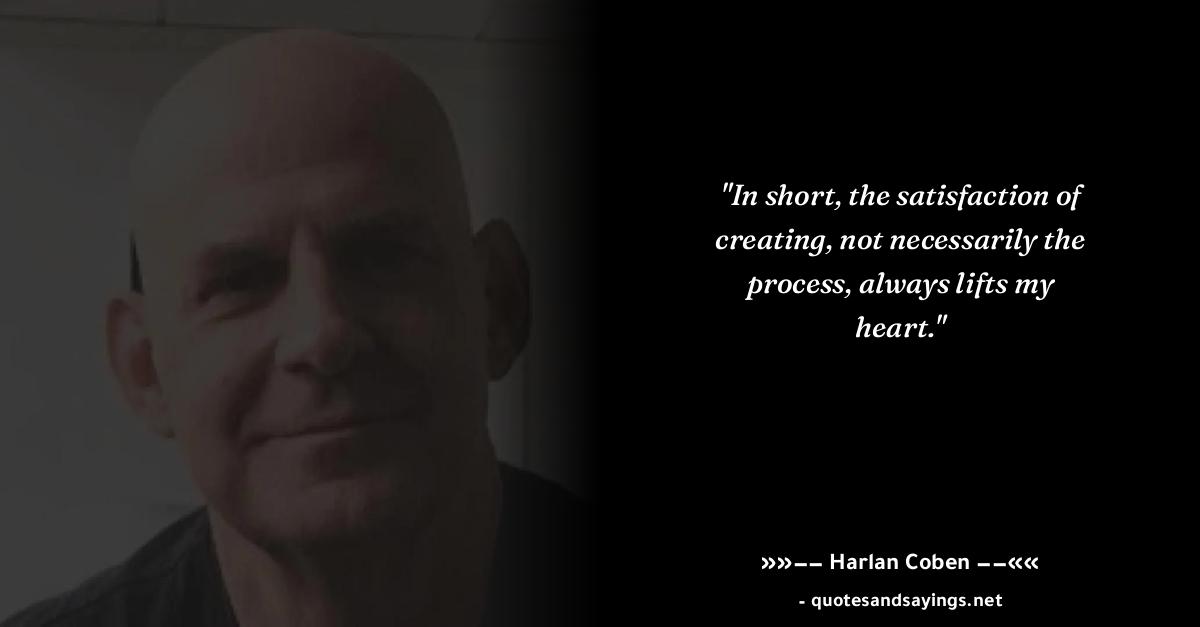 "In short, the satisfaction of
creating, not necessarily the
process, always lifts my
heart."
»»−− Harlan Coben −−««
- quotesandsayings.net